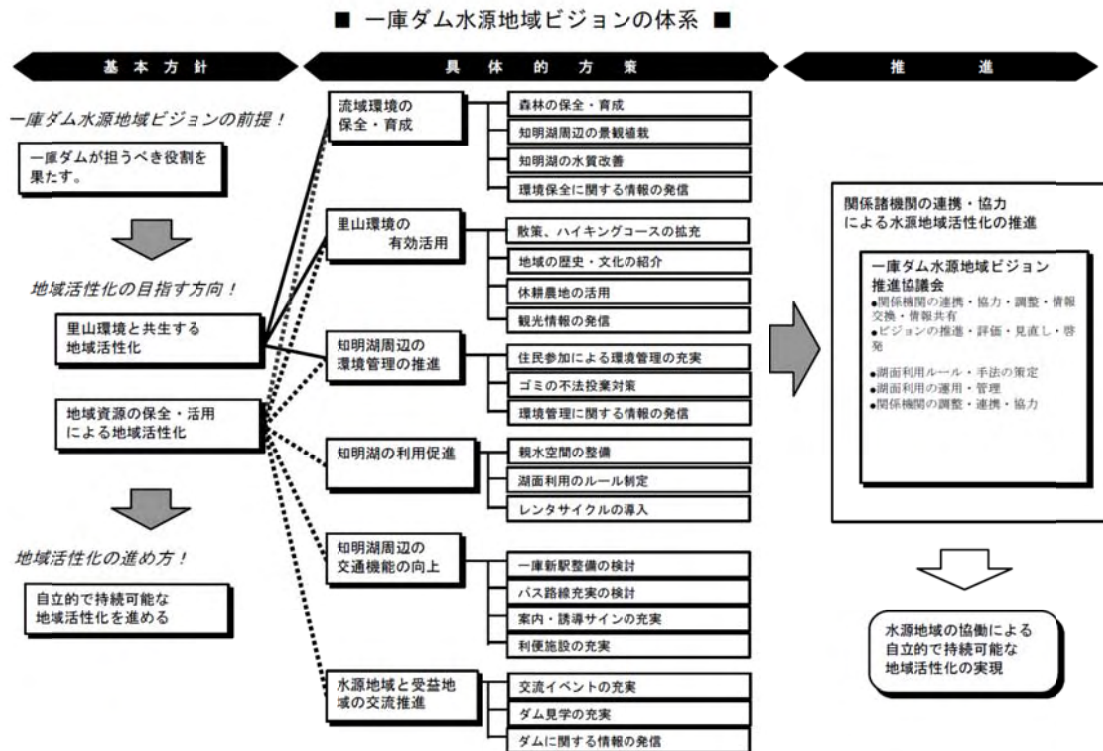 ■ 一庫ダム水源地域ビジョンの体系 ■
基本方針
具体的方策
推進
一庫ダム水源地域ビジョンの前提！
一庫ダムが担うべき役割を
果たす。
地域活性化の目指す方向！
里山環境と共生する
地域活性化
地域資源の保全・活用
による地域活性化
地域活性化の進め方！
自立的で持続可能な
地域活性化を進める
流域環境の
保全・育成
森林の保全・育成
知明湖周辺の景観植栽
知明湖の水質改善
環境保全に関する情報の発信
里山環境の
有効活用
散策、ハイキングコースの拡充
地域の歴史・文化の紹介
休耕農地の活用
観光情報の発信
知明湖周辺の
環境管理の推進
住民参加による環境管理の充実
ゴミの不法投棄対策
環境管理に関する情報の発信
知明湖の利用促進
親水空間の整備
湖面利用のルール制定
レンタサイクルの導入
知明湖周辺の
交通機能の向上
一庫新駅整備の検討
バス路線充実の検討
案内・誘導サインの充実
利便施設の充実
水源地域と受益地
域の交流推進
交流イベントの充実
ダム見学の充実
ダムに関する情報の発信
関係諸機関の連携・協力
による水源地域活性化の推進
一庫ダム水源地域ビジョン
推進協議会
●関係機関の連携・協力・調整・情報
交換・情報共有
●ビジョンの推進・評価・見直し・啓
発
●湖面利用ルール・手法の策定
●湖面利用の運用・管理
●関係機関の調整・連携・協力
水源地域の協働による
自立的で持続可能な
地域活性化の実現